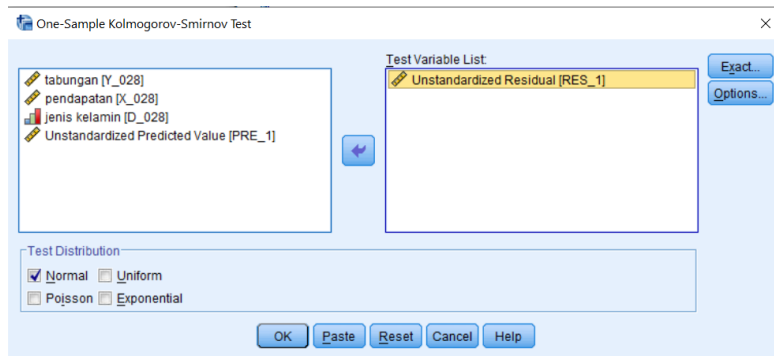 One-Sample Kolmogorov-Smirnov Test
tabungan [Y_028]
pendapatan [X_028]
jenis kelamin [D_028]
Unstandardized Predicted Value [PRE_1]
Test Variable List:
Unstandardized Residual [RES_1]
Exact...
Options...
Test Distribution
Normal Uniform
Poisson Exponential
OK Paste Reset Cancel Help